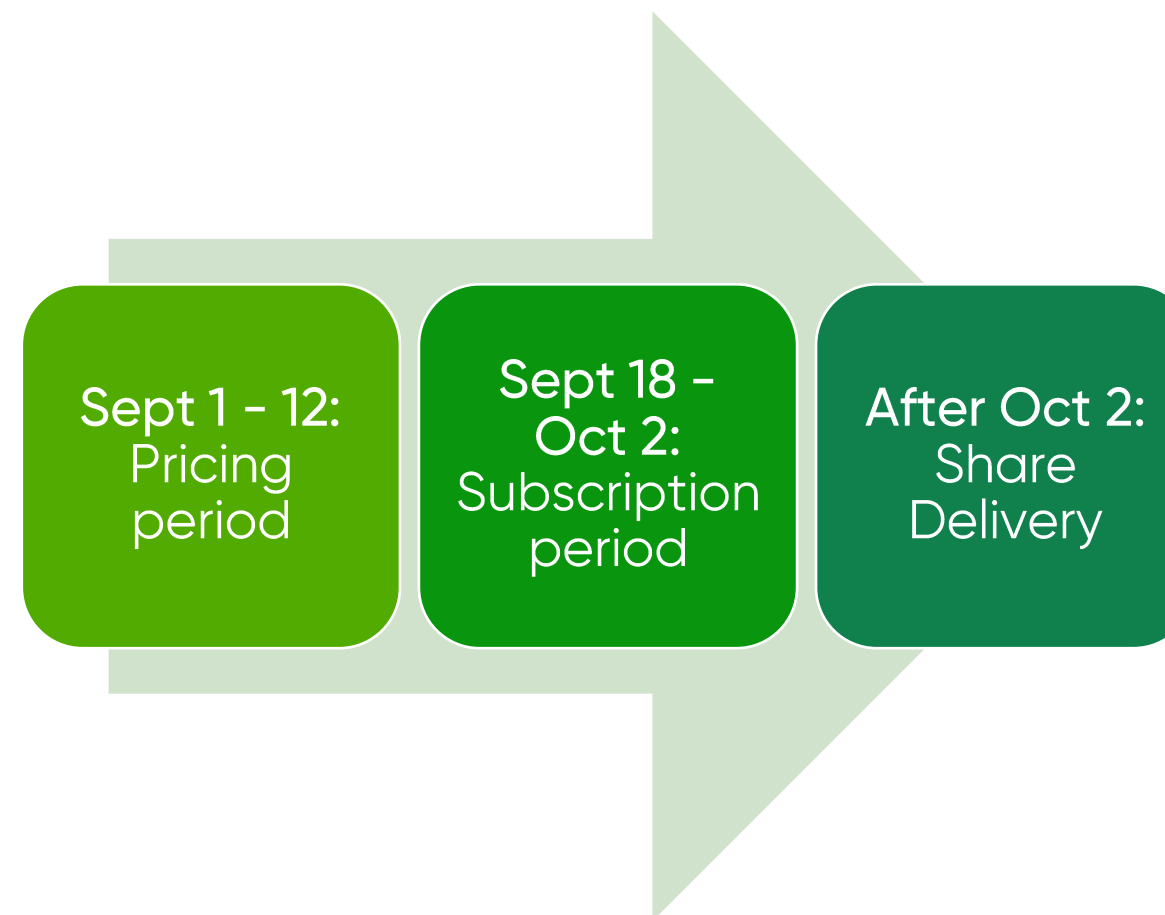 Sept 1 – 12:
Pricing
period
Sept 18 –
Oct 2:
Subscription
period
After Oct 2:
Share
Delivery